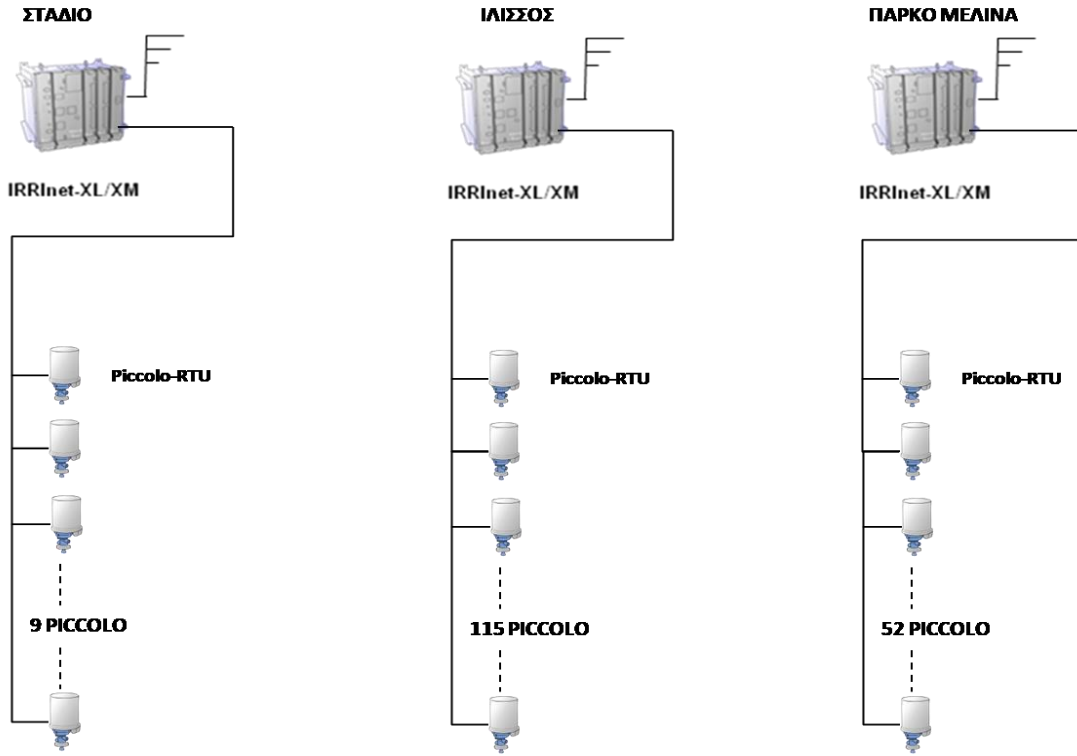 ΣΤΑΔΙΟ
ΙΛΙΣΣΟΣ
ΠΑΡΚΟ ΜΕΛΙΝΑ
IRRInet-XL/XM
IRRInet-XL/XM
IRRInet-XL/XM
Piccolo-RTU
Piccolo-RTU
Piccolo-RTU
9 PICCOLO
115 PICCOLO
52 PICCOLO